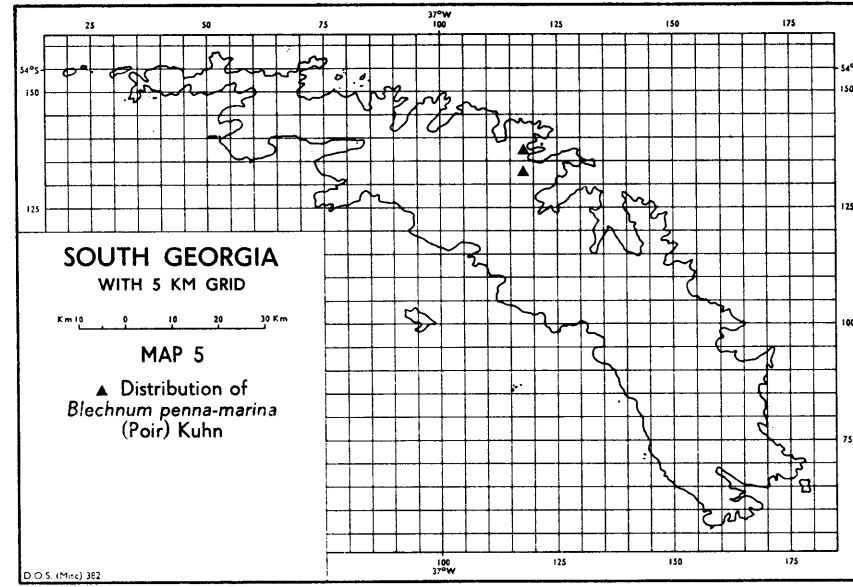 37°W
25 50 75 100 125 150 175
54°S 54°S
150 150
125 125
SOUTH GEORGIA
WITH 5 KM GRID
Km 10 0 10 20 30 Km
100
MAP 5
▲ Distribution of
Blechnum penna-marina
(Poir) Kuhn
75
100 125 150 175
37°W
D.O.S. (Misc) 382